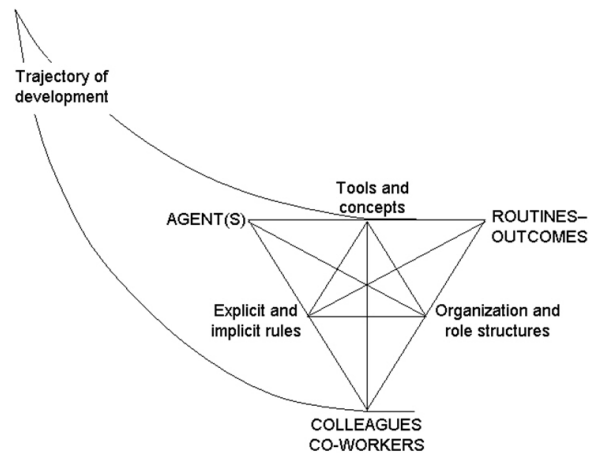 Trajectory of
development
Tools and
concepts
AGENT(S)
ROUTINES–
OUTCOMES
Explicit and
implicit rules
Organization and
role structures
COLLEAGUES
CO-WORKERS